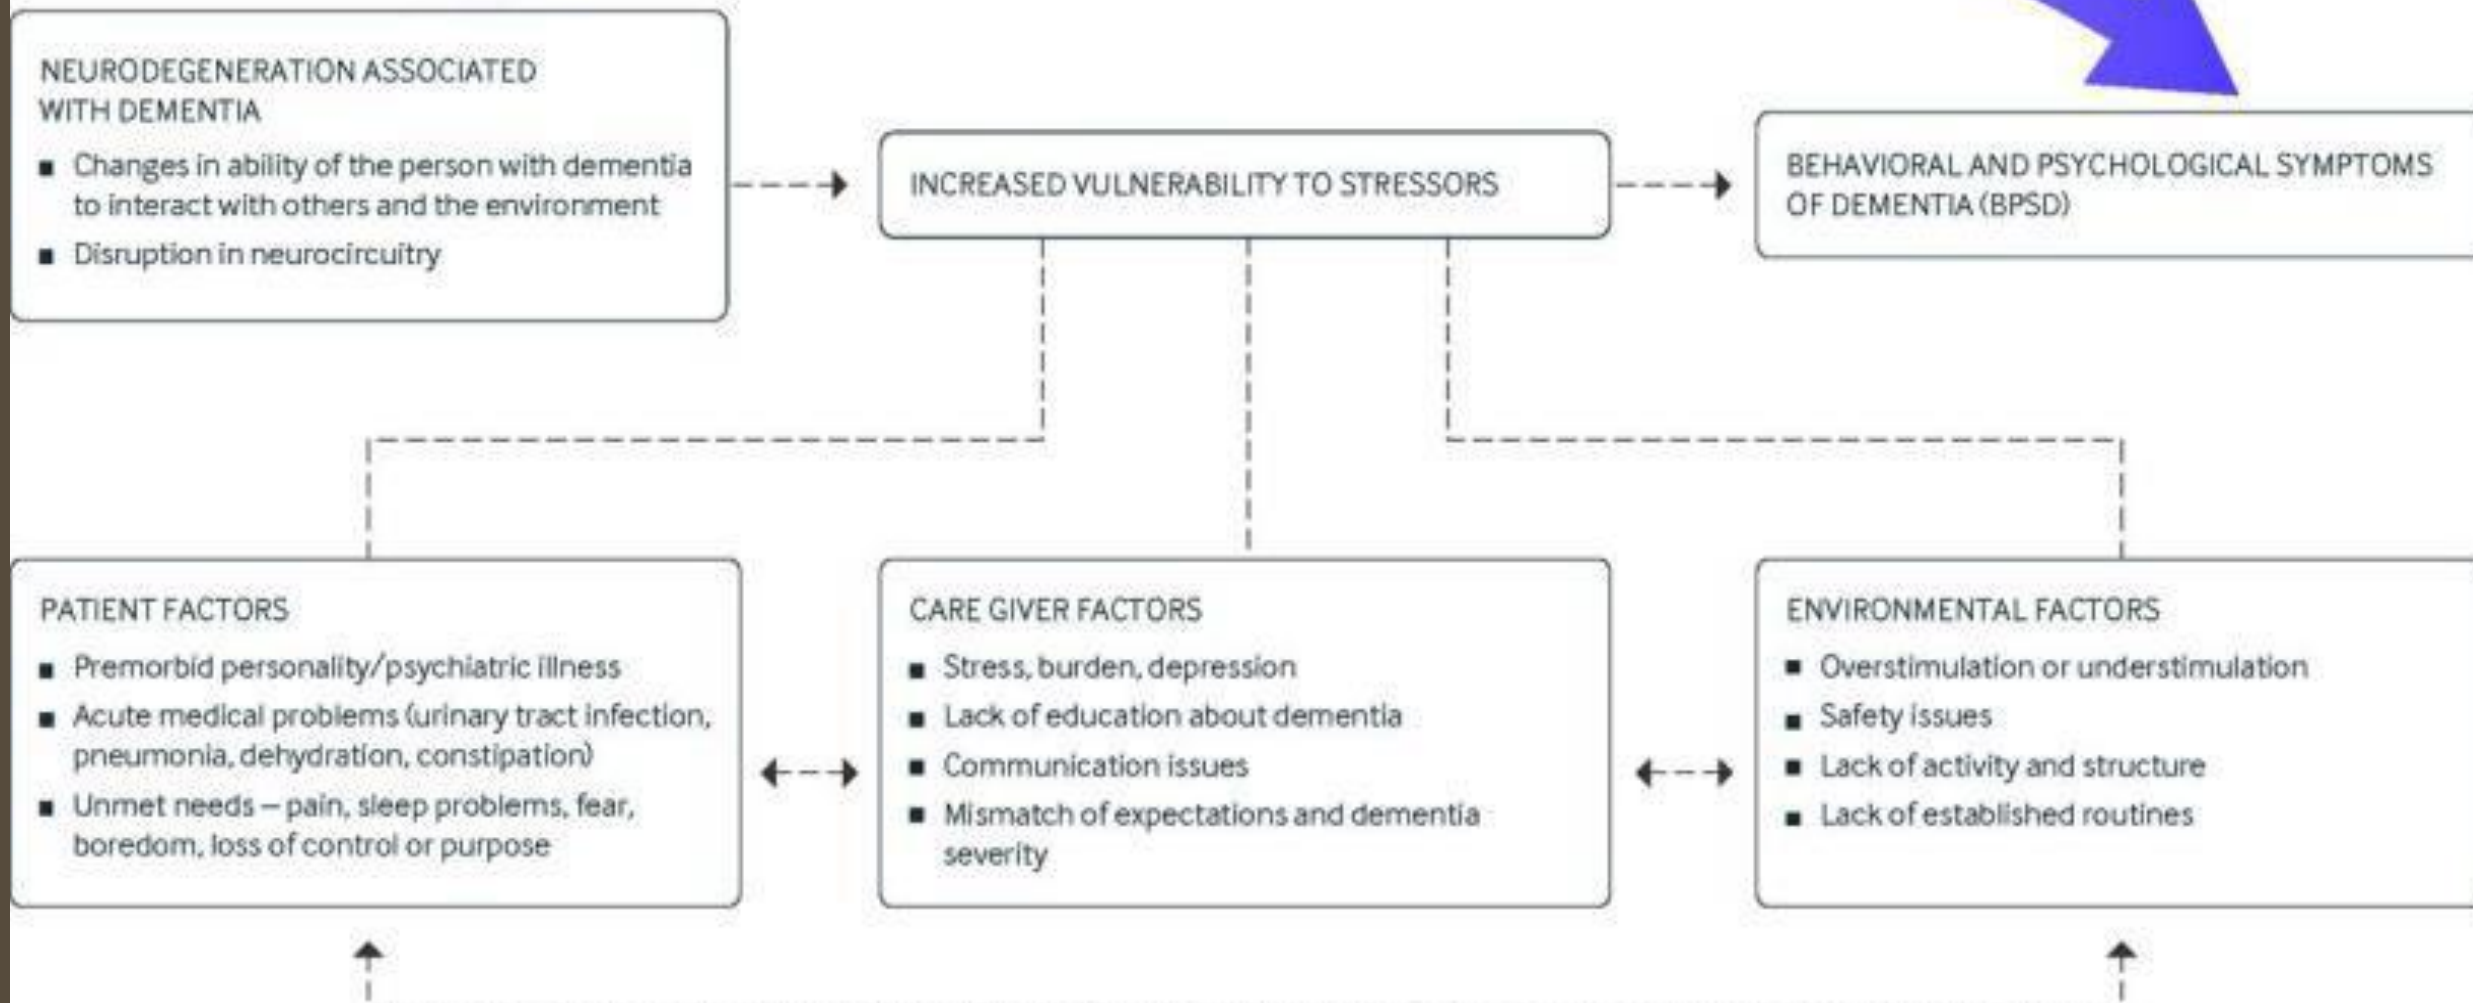 NEURODEGENERATION ASSOCIATED
WITH DEMENTIA
■ Changes in ability of the person with dementia
to interact with others and the environment
■ Disruption in neurocircuitry
INCREASED VULNERABILITY TO STRESSORS
BEHAVIORAL AND PSYCHOLOGICAL SYMPTOMS
OF DEMENTIA (BPSD)
PATIENT FACTORS
■ Premorbid personality/psychiatric illness
■ Acute medical problems (urinary tract infection,
pneumonia, dehydration, constipation)
■ Unmet needs – pain, sleep problems, fear,
boredom, loss of control or purpose
CARE GIVER FACTORS
■ Stress, burden, depression
■ Lack of education about dementia
■ Communication issues
■ Mismatch of expectations and dementia
severity
ENVIRONMENTAL FACTORS
■ Overstimulation or understimulation
■ Safety issues
■ Lack of activity and structure
■ Lack of established routines